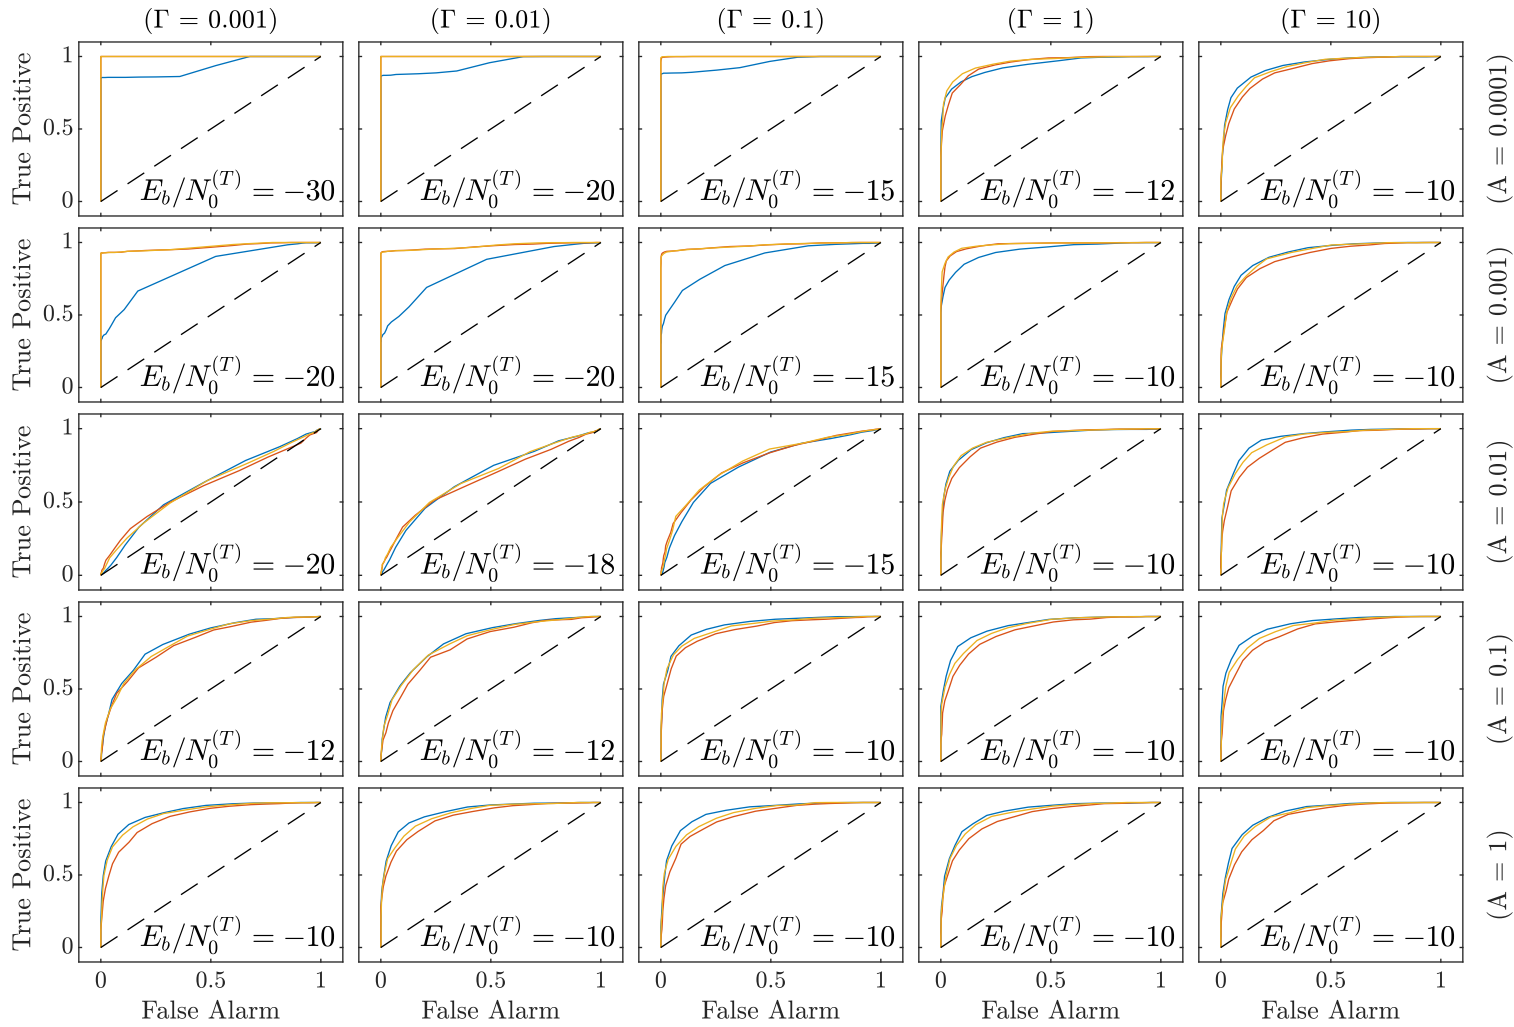 (Γ = 0.001) (Γ = 0.01) (Γ = 0.1) (Γ = 1) (Γ = 10)
True Positive 1 0.5 0 (A = 0.0001)
E_b/N_0^{(T)} = −30 E_b/N_0^{(T)} = −20 E_b/N_0^{(T)} = −15 E_b/N_0^{(T)} = −12 E_b/N_0^{(T)} = −10
True Positive 1 0.5 0 (A = 0.001)
E_b/N_0^{(T)} = −20 E_b/N_0^{(T)} = −20 E_b/N_0^{(T)} = −15 E_b/N_0^{(T)} = −10 E_b/N_0^{(T)} = −10
True Positive 1 0.5 0 (A = 0.01)
E_b/N_0^{(T)} = −20 E_b/N_0^{(T)} = −18 E_b/N_0^{(T)} = −15 E_b/N_0^{(T)} = −10 E_b/N_0^{(T)} = −10
True Positive 1 0.5 0 (A = 0.1)
E_b/N_0^{(T)} = −12 E_b/N_0^{(T)} = −12 E_b/N_0^{(T)} = −10 E_b/N_0^{(T)} = −10 E_b/N_0^{(T)} = −10
True Positive 1 0.5 0 (A = 1)
E_b/N_0^{(T)} = −10 E_b/N_0^{(T)} = −10 E_b/N_0^{(T)} = −10 E_b/N_0^{(T)} = −10 E_b/N_0^{(T)} = −10
0 0.5 1 0 0.5 1 0 0.5 1 0 0.5 1 0 0.5 1
False Alarm False Alarm False Alarm False Alarm False Alarm